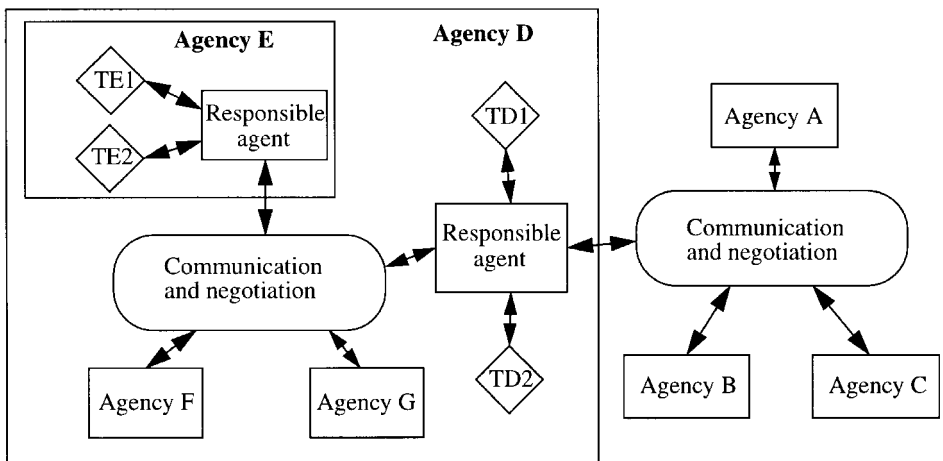 Agency E
Agency D
TE1
TE2
Responsible
agent
TD1
Agency A
Communication
and negotiation
Responsible
agent
Communication
and negotiation
TD2
Agency F
Agency G
Agency B
Agency C